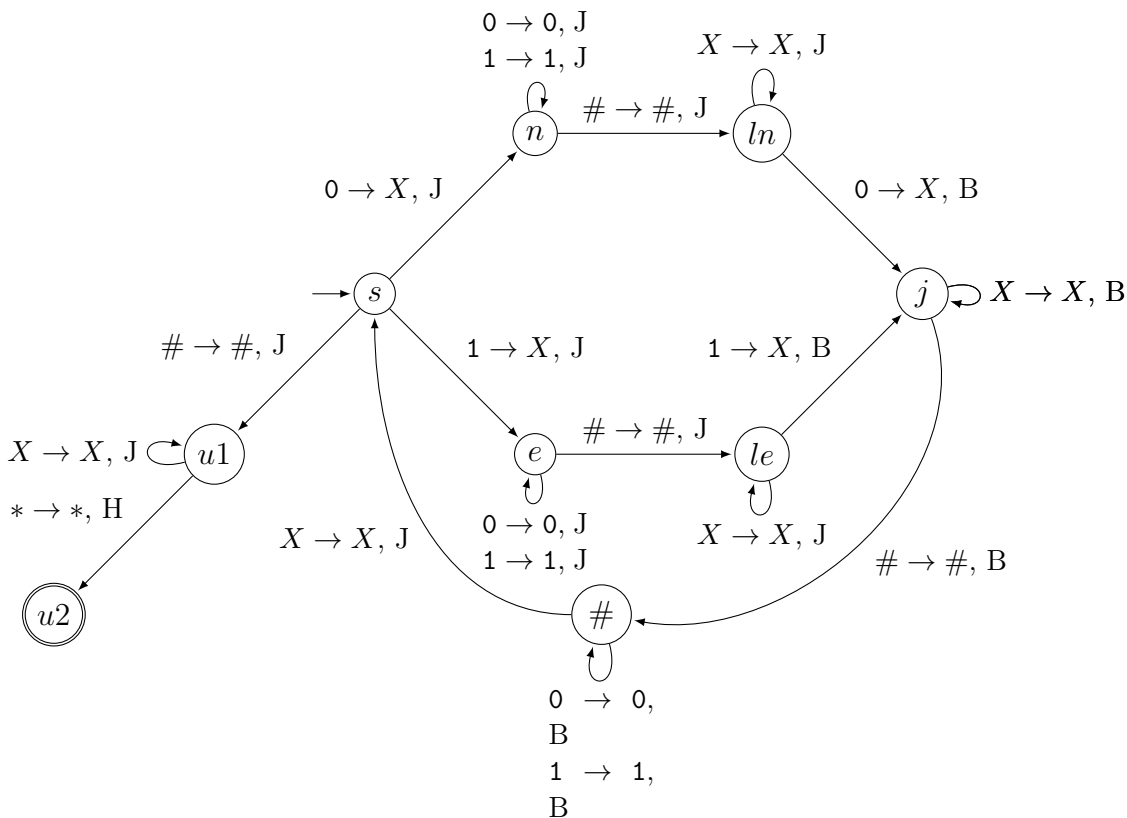 0 → 0, J
1 → 1, J
X → X, J
# → #, J
n
ln
0 → X, J
0 → X, B
s
j
X → X, B
# → #, J
1 → X, J
1 → X, B
# → #, J
X → X, J
u1
e
le
* → *, H
0 → 0, J
1 → 1, J
X → X, J
X → X, J
# → #, B
u2
#
0 → 0,
B
1 → 1,
B